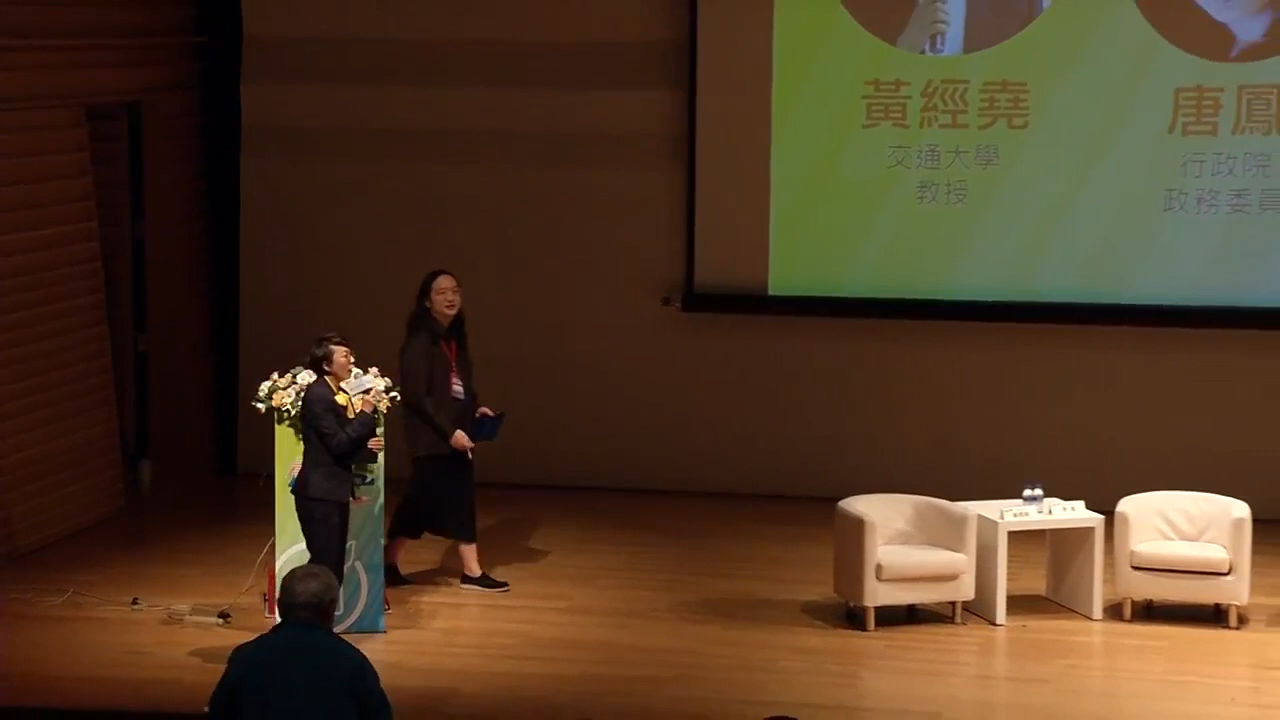 黃經堯
交通大學
教授
唐鳳
行政院
政務委員